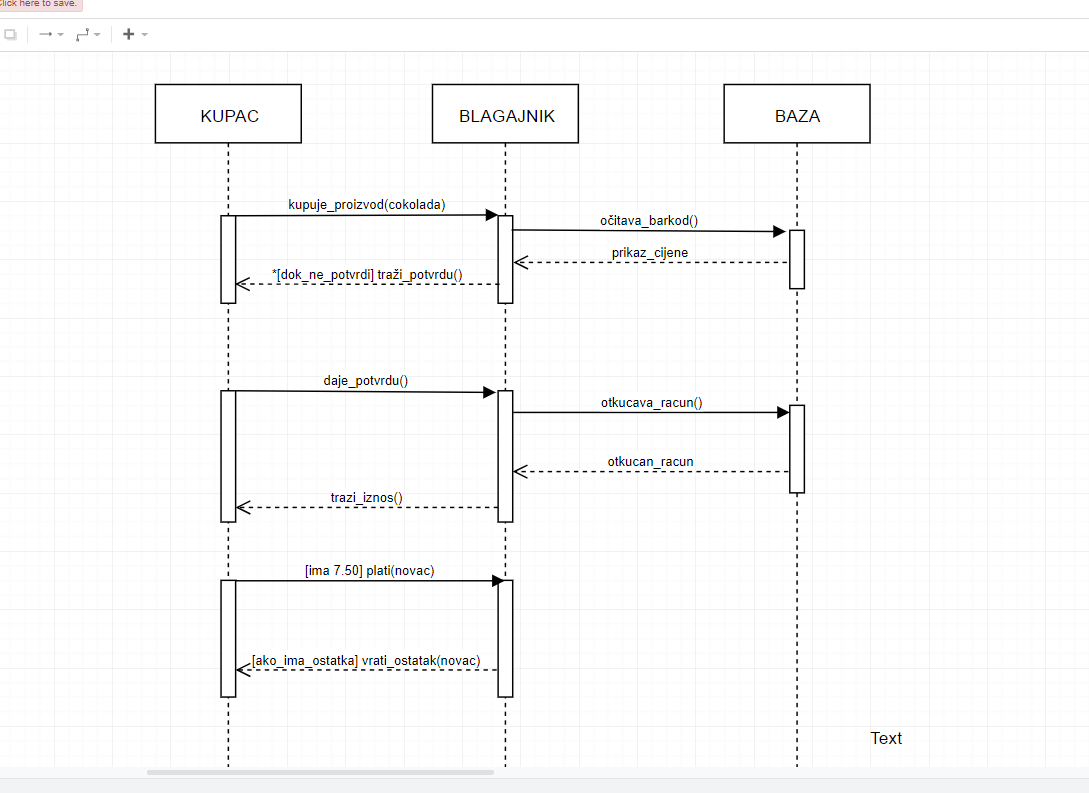 Click here to save.
KUPAC
BLAGAJNIK
BAZA
kupuje_proizvod(cokolada)
očitava_barkod()
prikaz_cijene
*[dok_ne_potvrdi] traži_potvrdu()
daje_potvrdu()
otkucava_racun()
otkucan_racun
trazi_iznos()
[ima 7.50] plati(novac)
[ako_ima_ostatka] vrati_ostatak(novac)
Text